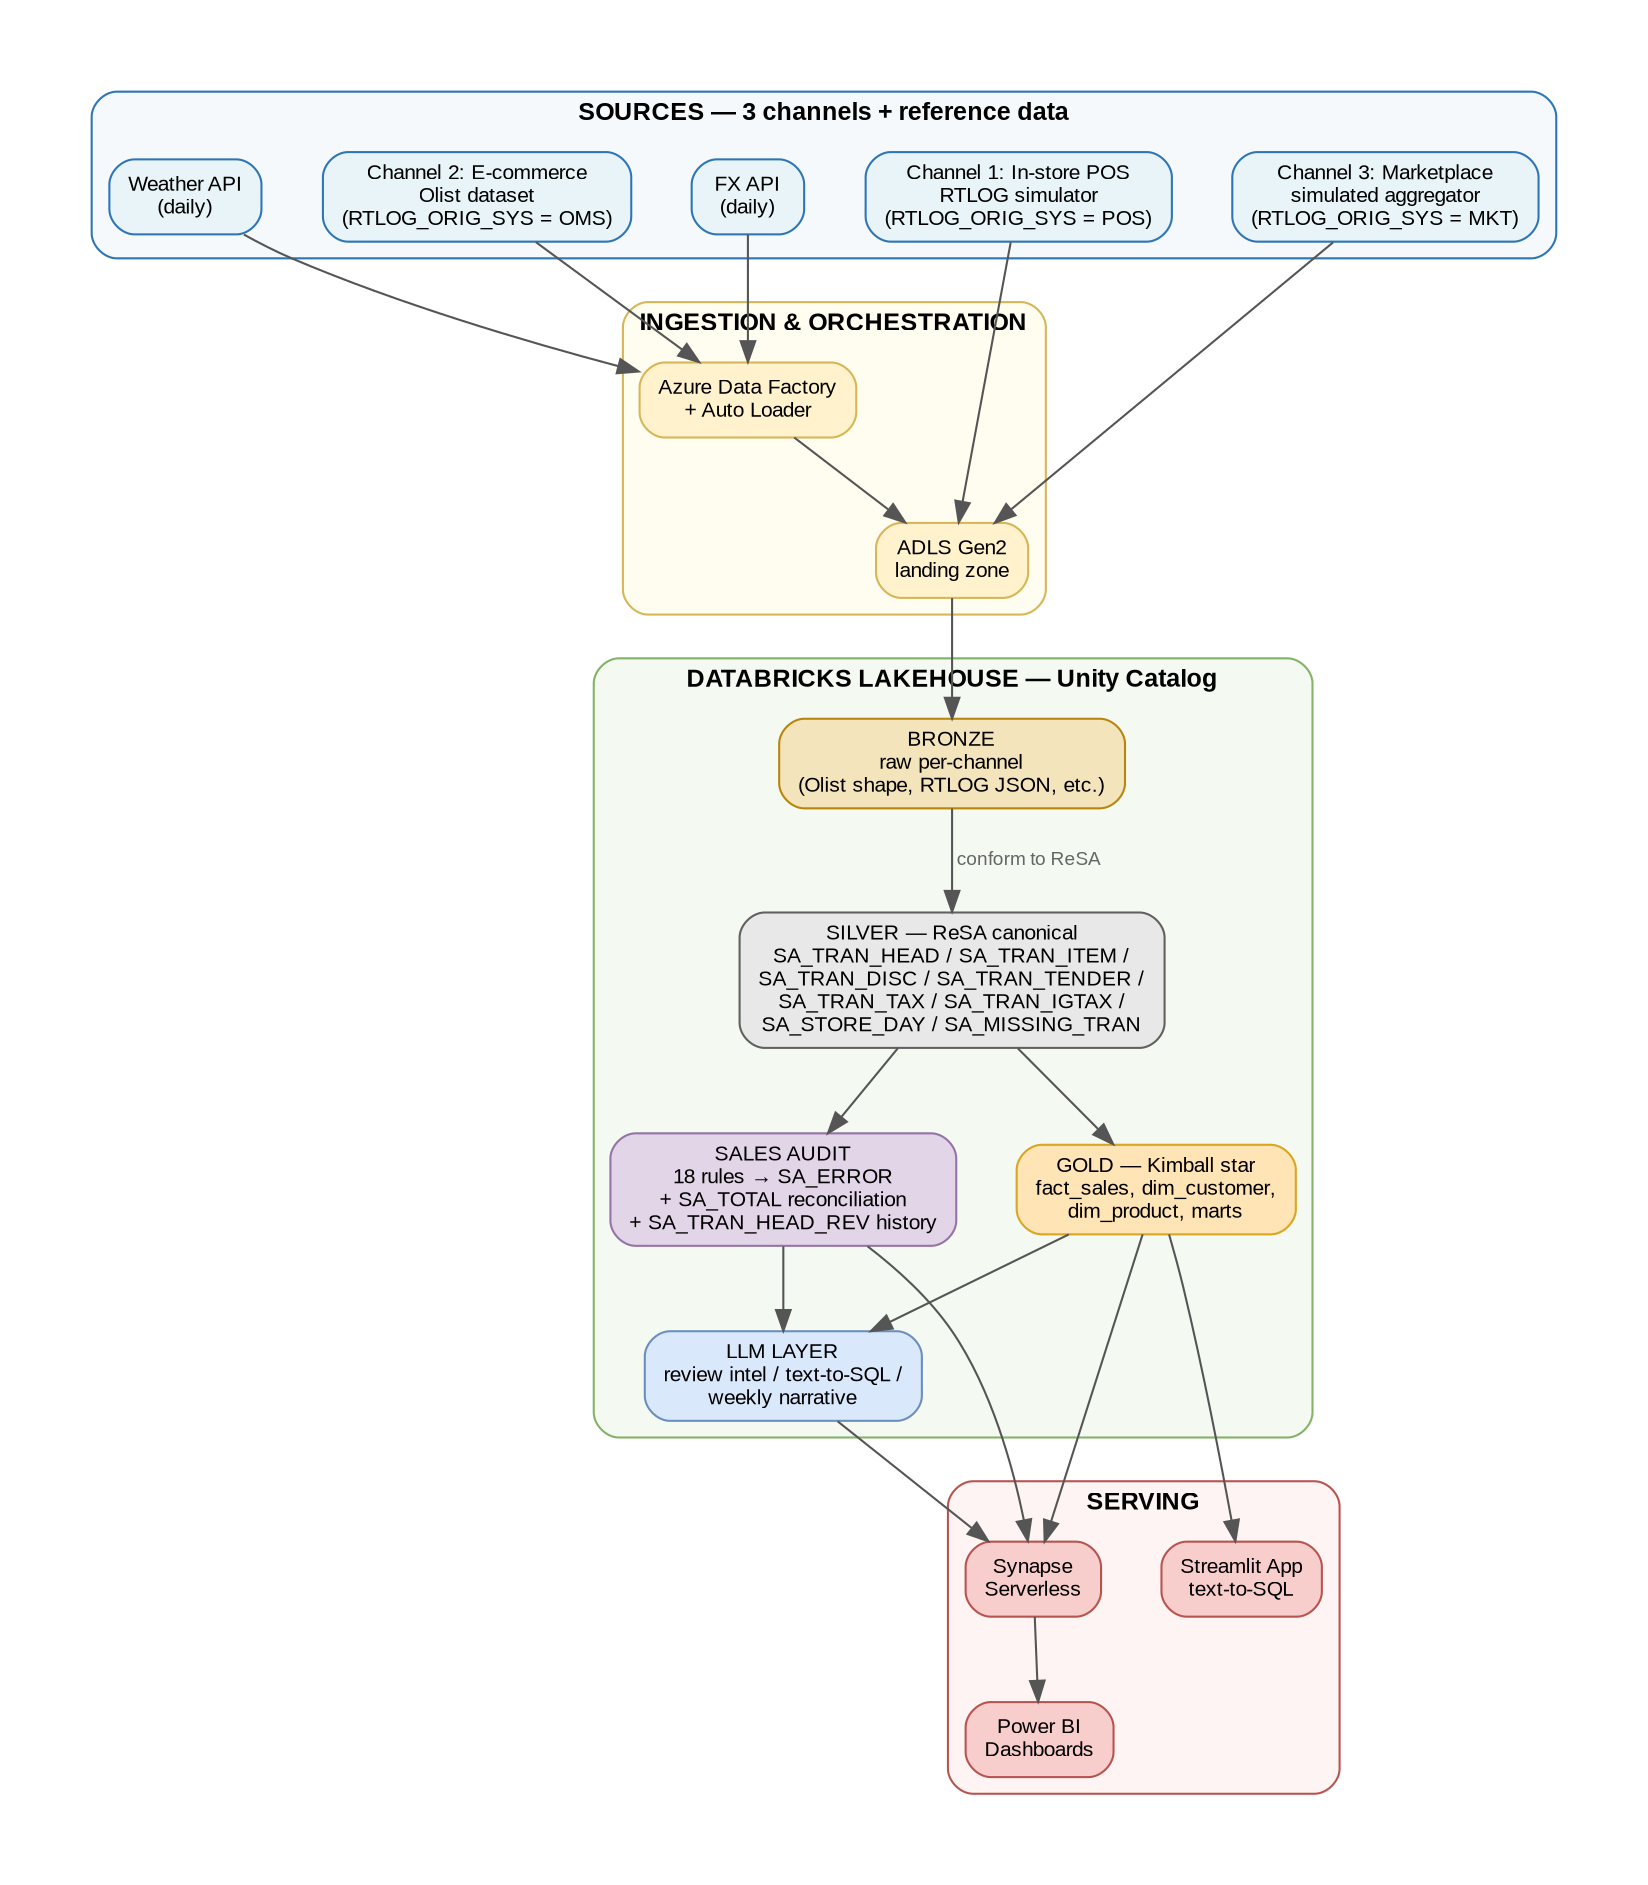 SOURCES — 3 channels + reference data
Weather API
(daily)
Channel 2: E-commerce
Olist dataset
(RTLOG_ORIG_SYS = OMS)
FX API
(daily)
Channel 1: In-store POS
RTLOG simulator
(RTLOG_ORIG_SYS = POS)
Channel 3: Marketplace
simulated aggregator
(RTLOG_ORIG_SYS = MKT)
INGESTION & ORCHESTRATION
Azure Data Factory
+ Auto Loader
ADLS Gen2
landing zone
DATABRICKS LAKEHOUSE — Unity Catalog
BRONZE
raw per-channel
(Olist shape, RTLOG JSON, etc.)
conform to ReSA
SILVER — ReSA canonical
SA_TRAN_HEAD / SA_TRAN_ITEM /
SA_TRAN_DISC / SA_TRAN_TENDER /
SA_TRAN_TAX / SA_TRAN_IGTAX /
SA_STORE_DAY / SA_MISSING_TRAN
SALES AUDIT
18 rules → SA_ERROR
+ SA_TOTAL reconciliation
+ SA_TRAN_HEAD_REV history
GOLD — Kimball star
fact_sales, dim_customer,
dim_product, marts
LLM LAYER
review intel / text-to-SQL /
weekly narrative
SERVING
Synapse
Serverless
Streamlit App
text-to-SQL
Power BI
Dashboards